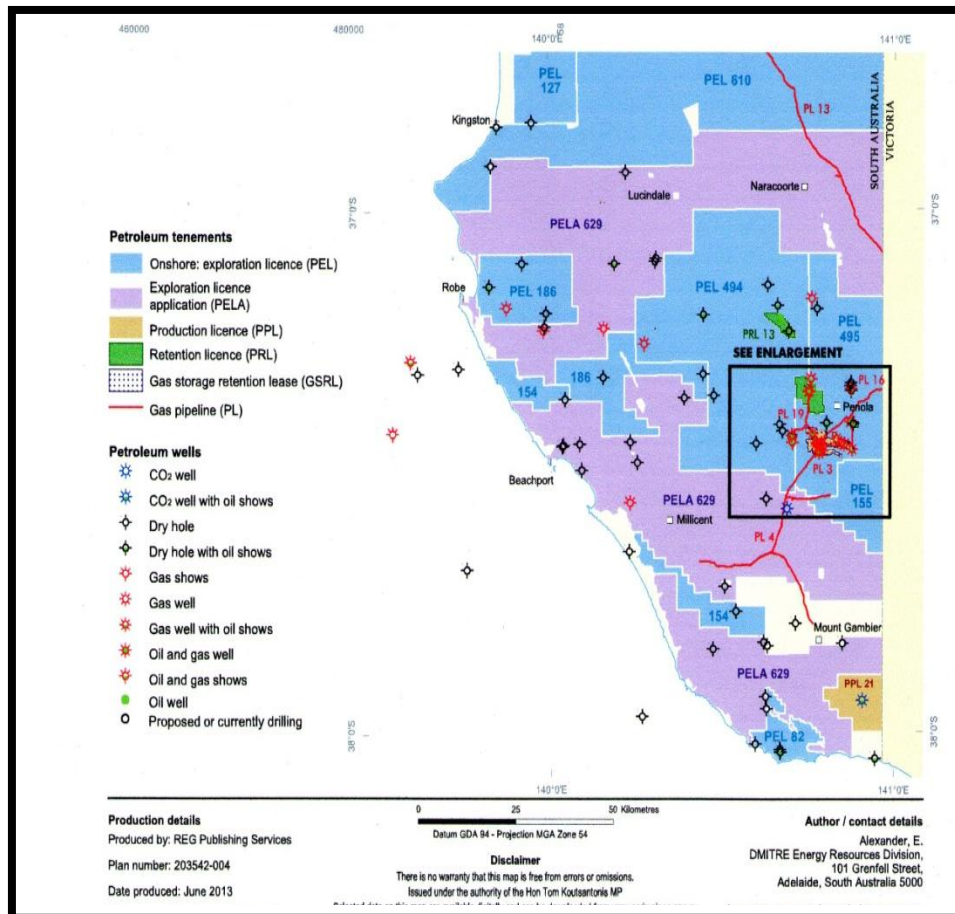 460000
480000
140°0'E
58
141°0'E
PEL
127
PEL 610
PL 13
SOUTH AUSTRALIA
VICTORIA
Kingston
Lucindale
Naracoorte
37°0'S
37°0'S
PELA 629
Petroleum tenements
Onshore: exploration licence (PEL)
Exploration licence
application (PELA)
Production licence (PPL)
Retention licence (PRL)
Gas storage retention lease (GSRL)
Gas pipeline (PL)
Robe
PEL 186
PEL 494
PRL 13
PEL
495
SEE ENLARGEMENT
154
186
PL 16
Penola
PL 19
PL 3
Petroleum wells
CO₂ well
CO₂ well with oil shows
Dry hole
Dry hole with oil shows
Gas shows
Gas well
Gas well with oil shows
Oil and gas well
Oil and gas shows
Oil well
Proposed or currently drilling
Beachport
PELA 629
Millicent
PEL
155
PL 4
154
Mount Gambier
PELA 629
PPL 21
PEL 82
38°0'S
38°0'S
140°0'E
141°0'E
0 25 50 Kilometres
Datum GDA 94 - Projection MGA Zone 54
Production details
Produced by: REG Publishing Services
Plan number: 203542-004
Date produced: June 2013
Disclaimer
There is no warranty that this map is free from errors or omissions.
Issued under the authority of the Hon Tom Koutsantonis MP
Author / contact details
Alexander, E.
DMITRE Energy Resources Division,
101 Grenfell Street,
Adelaide, South Australia 5000